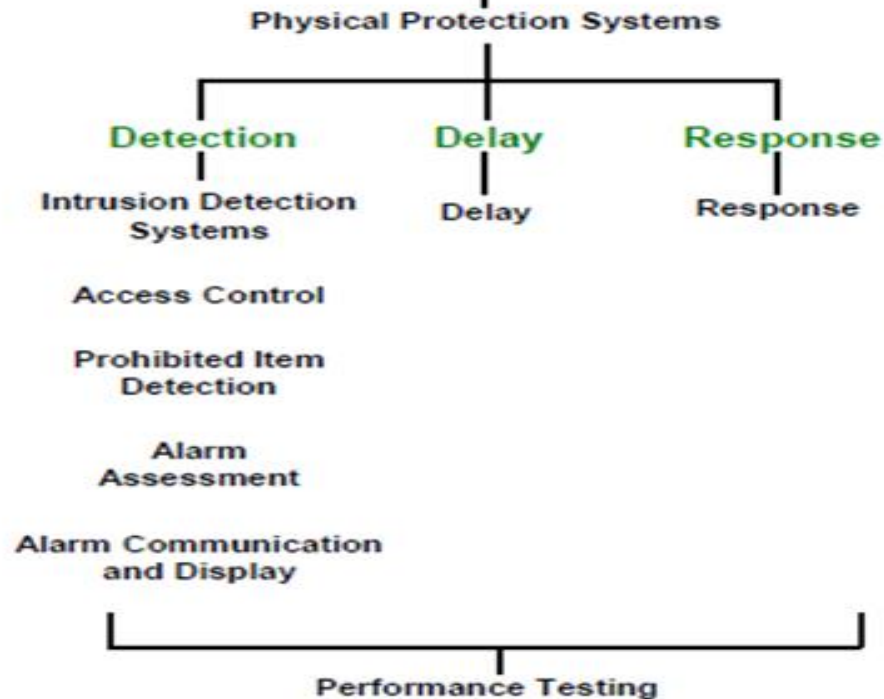 Physical Protection Systems
Detection
Delay
Response
Intrusion Detection
Systems
Delay
Response
Access Control
Prohibited Item
Detection
Alarm
Assessment
Alarm Communication
and Display
Performance Testing